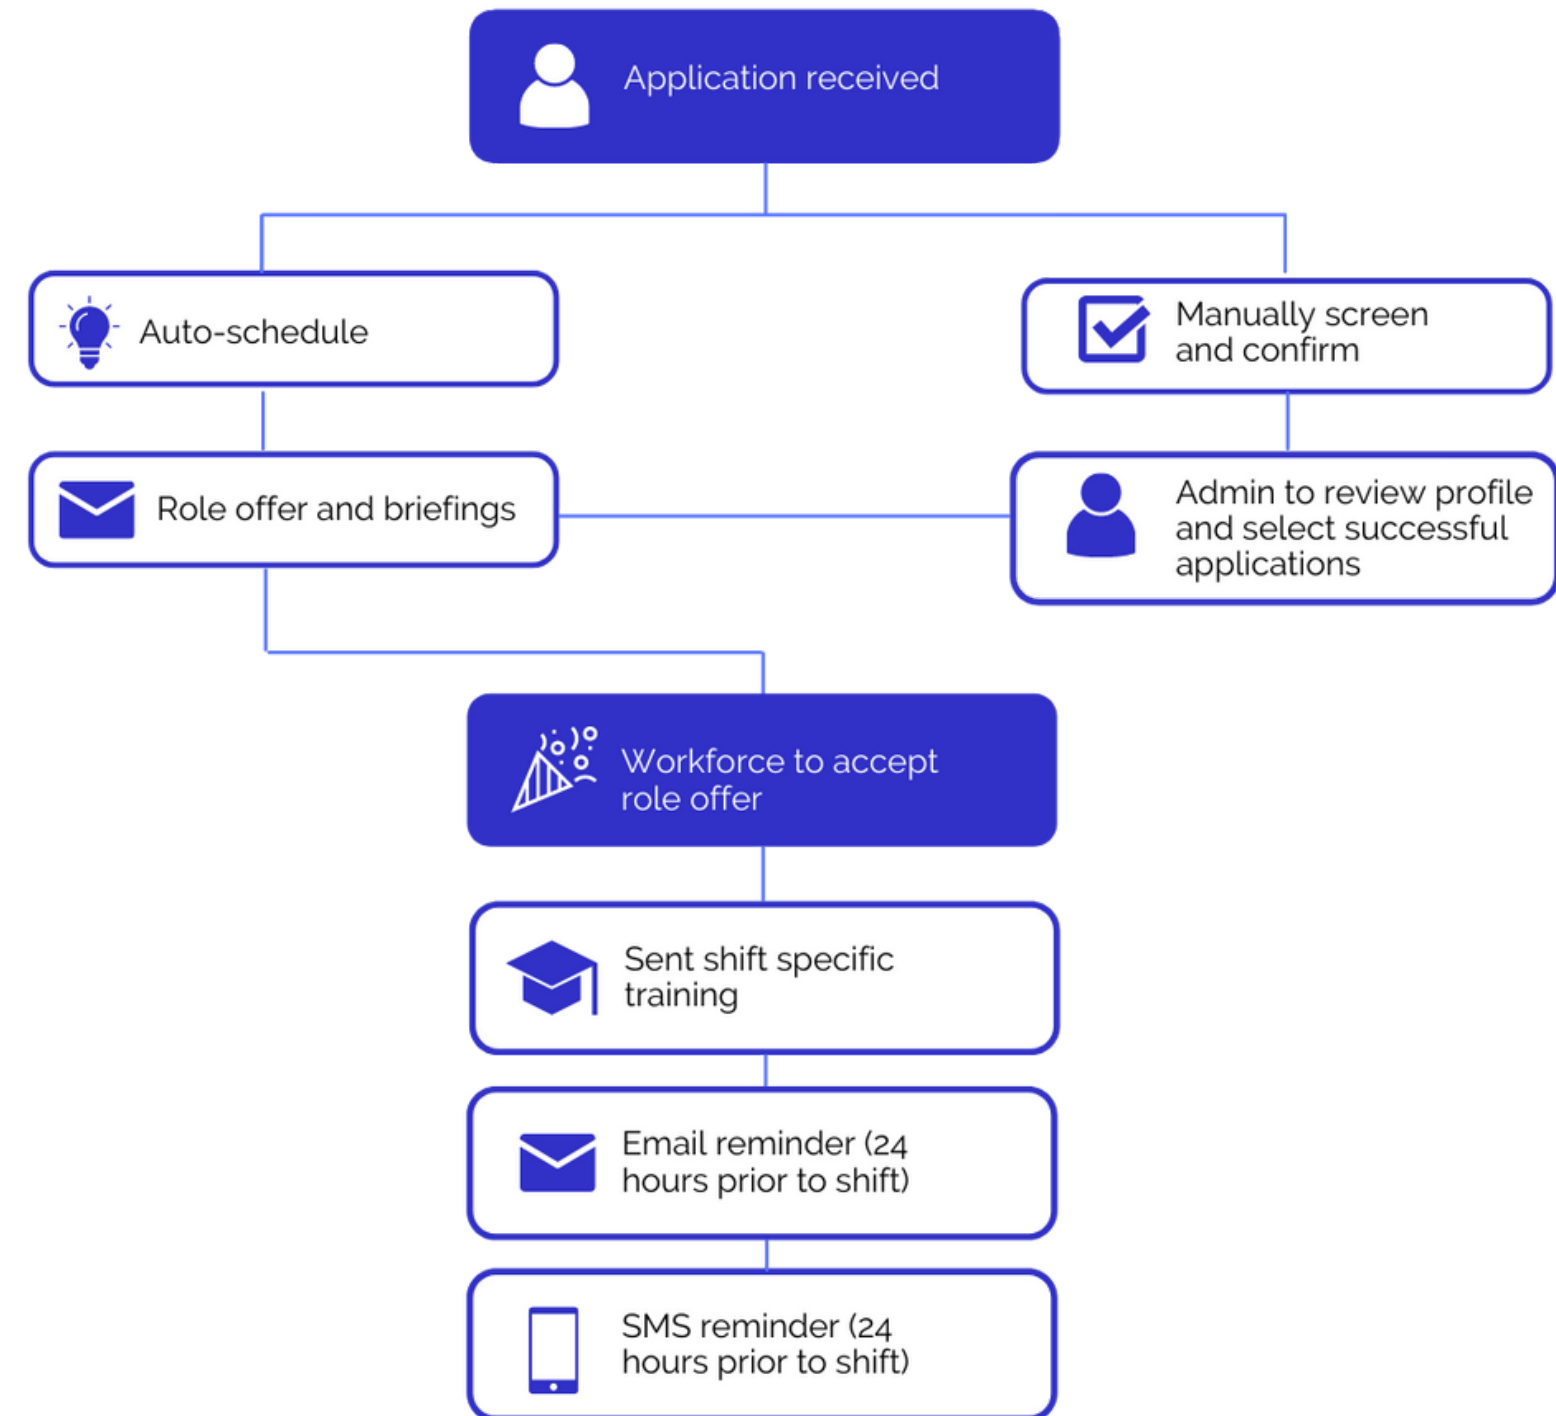 Application received
Auto-schedule
Manually screen
and confirm
Role offer and briefings
Admin to review profile
and select successful
applications
Workforce to accept
role offer
Sent shift specific
training
Email reminder (24
hours prior to shift)
SMS reminder (24
hours prior to shift)